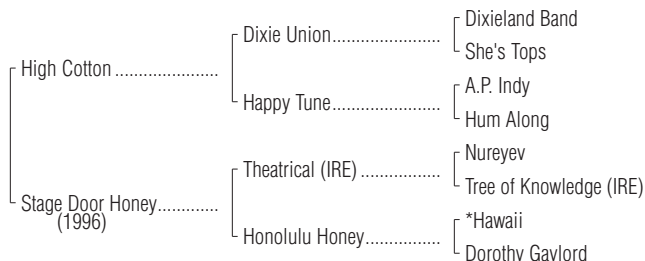 Dixieland Band
Dixie Union.......................
She's Tops
High Cotton ......................
A.P. Indy
Happy Tune.......................
Hum Along
Nureyev
Theatrical (IRE) .................
Tree of Knowledge (IRE)
Stage Door Honey.............
(1996)
*Hawaii
Honolulu Honey................
Dorothy Gaylord